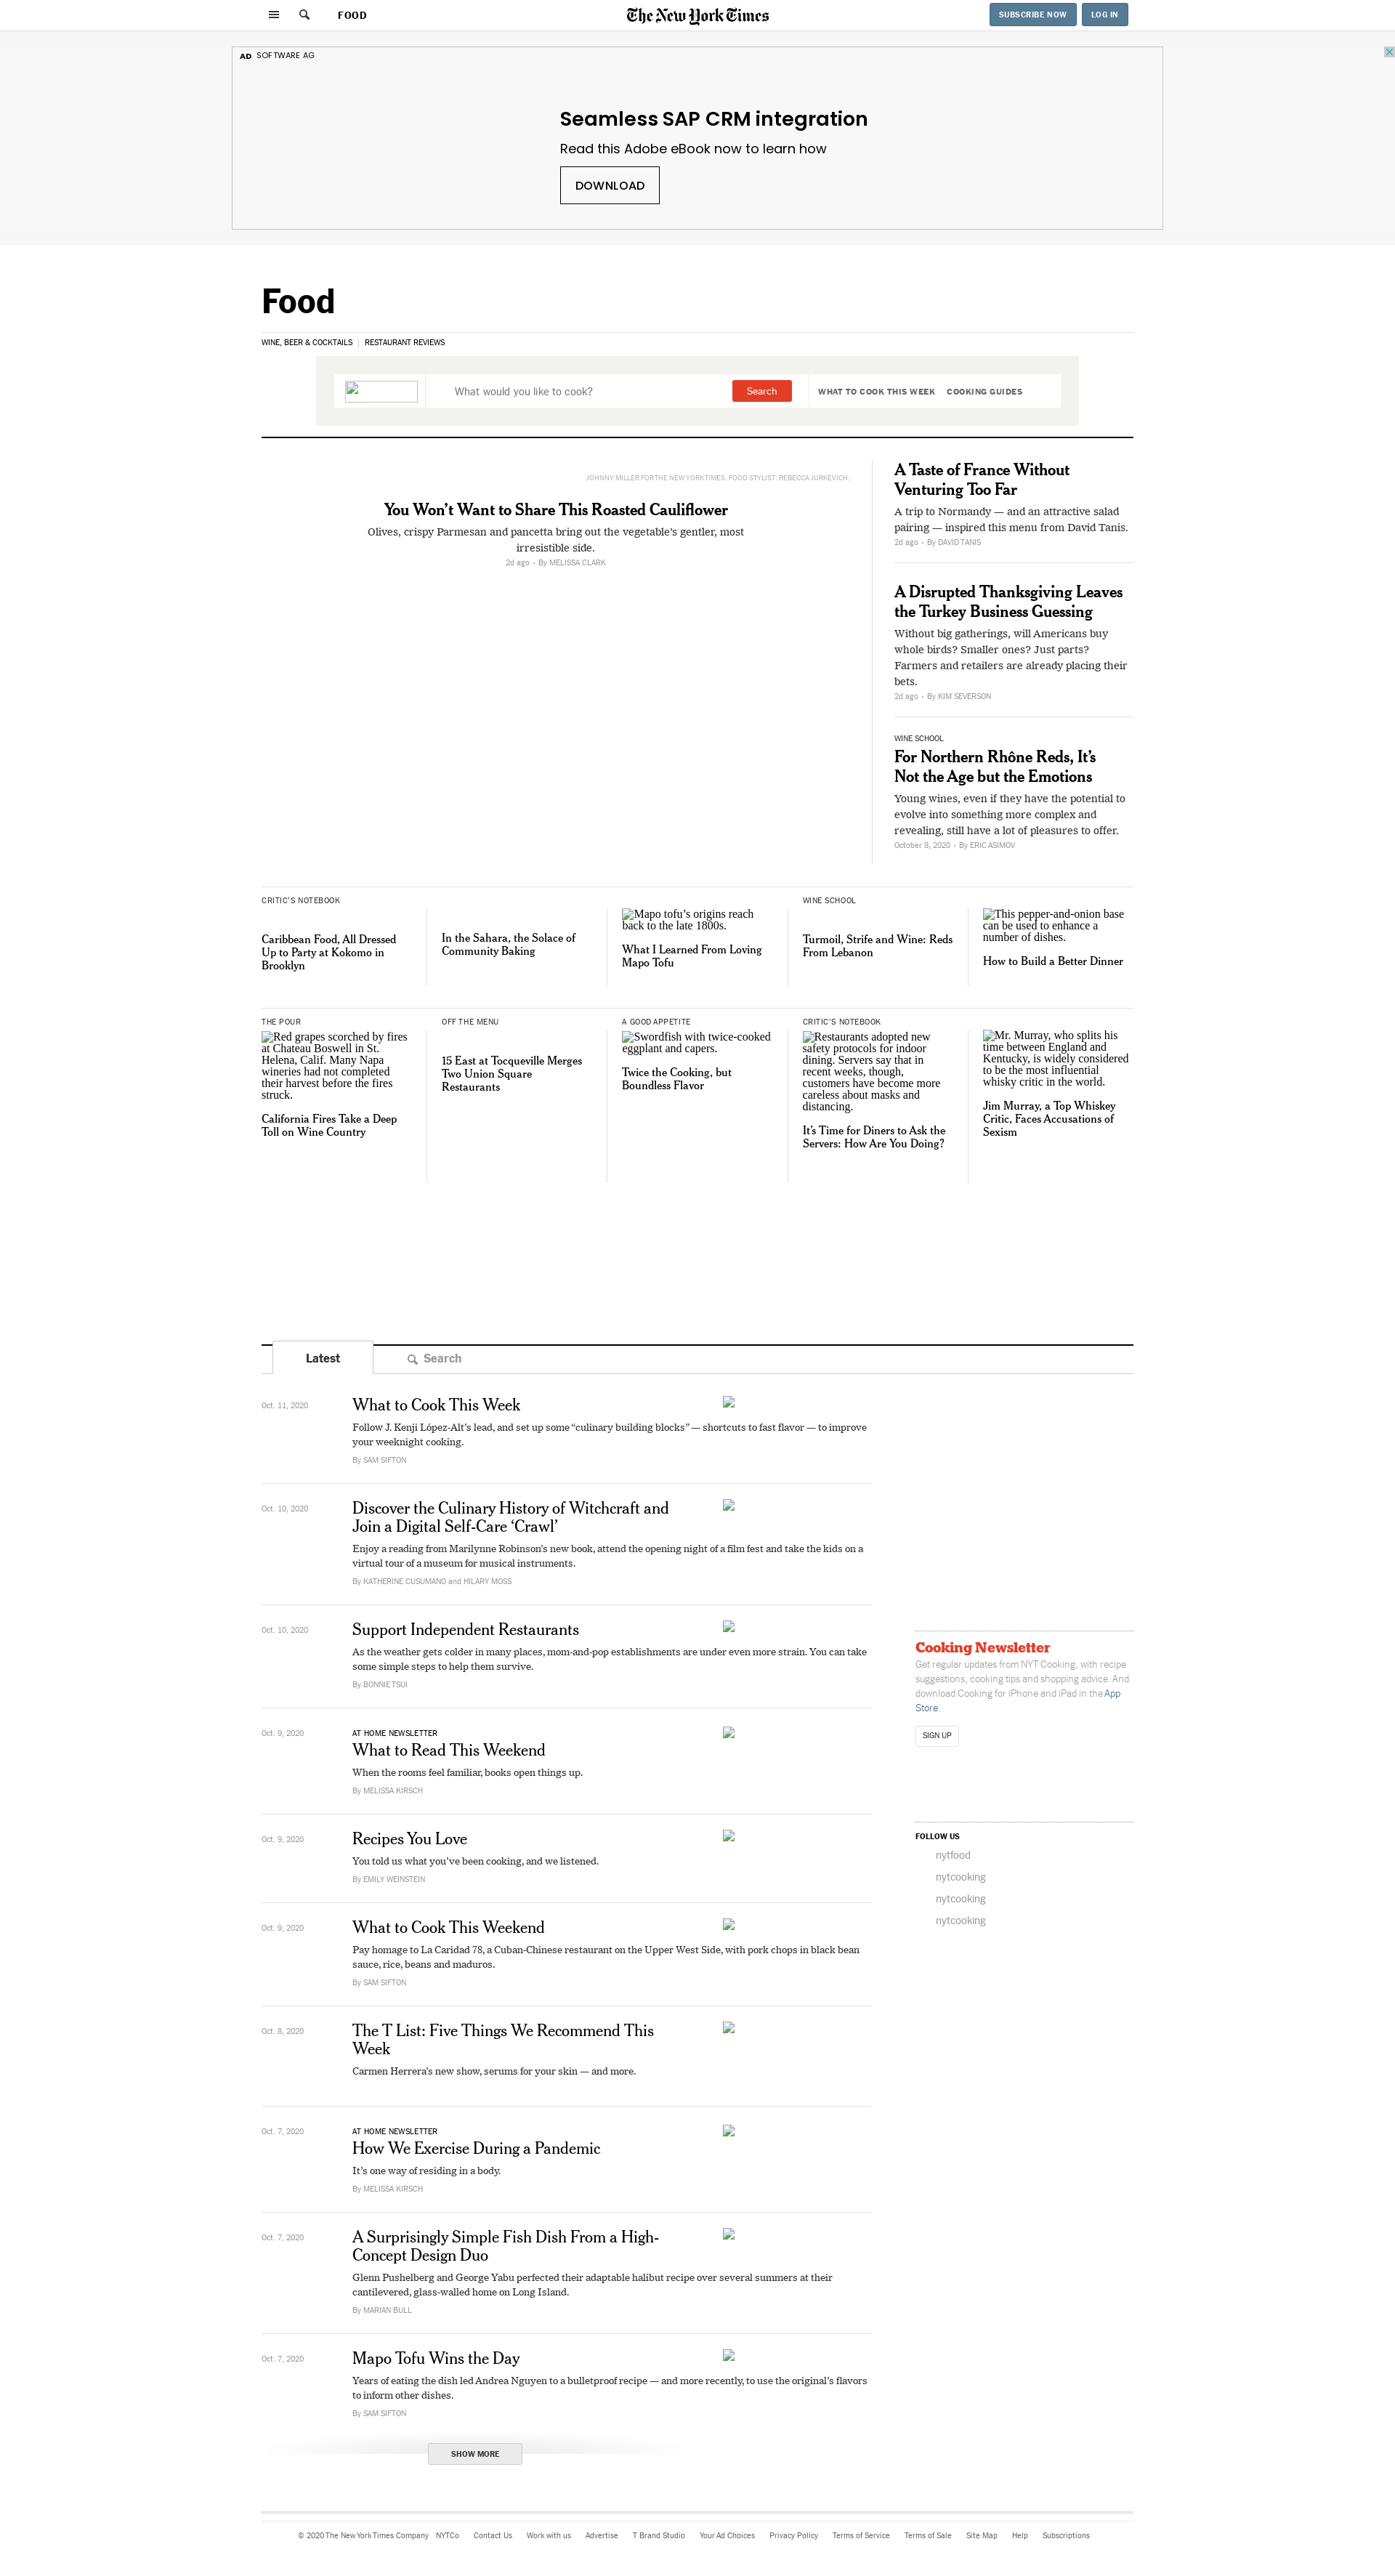 FOOD
The New York Times
SUBSCRIBE NOW
LOG IN
AD SOFTWARE AG
Seamless SAP CRM integration
Read this Adobe eBook now to learn how
DOWNLOAD
Food
WINE, BEER & COCKTAILS | RESTAURANT REVIEWS
What would you like to cook?
Search
WHAT TO COOK THIS WEEK
COOKING GUIDES
JOHNNY MILLER FOR THE NEW YORK TIMES. FOOD STYLIST: REBECCA JURKEVICH.
You Won’t Want to Share This Roasted Cauliflower
Olives, crispy Parmesan and pancetta bring out the vegetable’s gentler, most
irresistible side.
2d ago • By MELISSA CLARK
A Taste of France Without
Venturing Too Far
A trip to Normandy — and an attractive salad
pairing — inspired this menu from David Tanis.
2d ago • By DAVID TANIS
A Disrupted Thanksgiving Leaves
the Turkey Business Guessing
Without big gatherings, will Americans buy
whole birds? Smaller ones? Just parts?
Farmers and retailers are already placing their
bets.
2d ago • By KIM SEVERSON
WINE SCHOOL
For Northern Rhône Reds, It’s
Not the Age but the Emotions
Young wines, even if they have the potential to
evolve into something more complex and
revealing, still have a lot of pleasures to offer.
October 8, 2020 • By ERIC ASIMOV
CRITIC’S NOTEBOOK
Caribbean Food, All Dressed
Up to Party at Kokomo in
Brooklyn
In the Sahara, the Solace of
Community Baking
Mapo tofu’s origins reach
back to the late 1800s.
What I Learned From Loving
Mapo Tofu
WINE SCHOOL
Turmoil, Strife and Wine: Reds
From Lebanon
This pepper-and-onion base
can be used to enhance a
number of dishes.
How to Build a Better Dinner
THE POUR
Red grapes scorched by fires
at Chateau Boswell in St.
Helena, Calif. Many Napa
wineries had not completed
their harvest before the fires
struck.
California Fires Take a Deep
Toll on Wine Country
OFF THE MENU
15 East at Tocqueville Merges
Two Union Square
Restaurants
A GOOD APPETITE
Swordfish with twice-cooked
eggplant and capers.
Twice the Cooking, but
Boundless Flavor
CRITIC’S NOTEBOOK
Restaurants adopted new
safety protocols for indoor
dining. Servers say that in
recent weeks, though,
customers have become more
careless about masks and
distancing.
It’s Time for Diners to Ask the
Servers: How Are You Doing?
Mr. Murray, who splits his
time between England and
Kentucky, is widely considered
to be the most influential
whisky critic in the world.
Jim Murray, a Top Whiskey
Critic, Faces Accusations of
Sexism
Latest
Search
Oct. 11, 2020
What to Cook This Week
Follow J. Kenji López-Alt’s lead, and set up some “culinary building blocks” — shortcuts to fast flavor — to improve
your weeknight cooking.
By SAM SIFTON
Oct. 10, 2020
Discover the Culinary History of Witchcraft and
Join a Digital Self-Care ‘Crawl’
Enjoy a reading from Marilynne Robinson’s new book, attend the opening night of a film fest and take the kids on a
virtual tour of a museum for musical instruments.
By KATHERINE CUSUMANO and HILARY MOSS
Oct. 10, 2020
Support Independent Restaurants
As the weather gets colder in many places, mom-and-pop establishments are under even more strain. You can take
some simple steps to help them survive.
By BONNIE TSUI
Oct. 9, 2020
AT HOME NEWSLETTER
What to Read This Weekend
When the rooms feel familiar, books open things up.
By MELISSA KIRSCH
Oct. 9, 2020
Recipes You Love
You told us what you’ve been cooking, and we listened.
By EMILY WEINSTEIN
Oct. 9, 2020
What to Cook This Weekend
Pay homage to La Caridad 78, a Cuban-Chinese restaurant on the Upper West Side, with pork chops in black bean
sauce, rice, beans and maduros.
By SAM SIFTON
Oct. 8, 2020
The T List: Five Things We Recommend This
Week
Carmen Herrera’s new show, serums for your skin — and more.
Oct. 7, 2020
AT HOME NEWSLETTER
How We Exercise During a Pandemic
It’s one way of residing in a body.
By MELISSA KIRSCH
Oct. 7, 2020
A Surprisingly Simple Fish Dish From a High-
Concept Design Duo
Glenn Pushelberg and George Yabu perfected their adaptable halibut recipe over several summers at their
cantilevered, glass-walled home on Long Island.
By MARIAN BULL
Oct. 7, 2020
Mapo Tofu Wins the Day
Years of eating the dish led Andrea Nguyen to a bulletproof recipe — and more recently, to use the original’s flavors
to inform other dishes.
By SAM SIFTON
SHOW MORE
Cooking Newsletter
Get regular updates from NYT Cooking, with recipe
suggestions, cooking tips and shopping advice. And
download Cooking for iPhone and iPad in the App
Store.
SIGN UP
FOLLOW US
nytfood
nytcooking
nytcooking
nytcooking
© 2020 The New York Times Company NYTCo Contact Us Work with us Advertise T Brand Studio Your Ad Choices Privacy Policy Terms of Service Terms of Sale Site Map Help Subscriptions